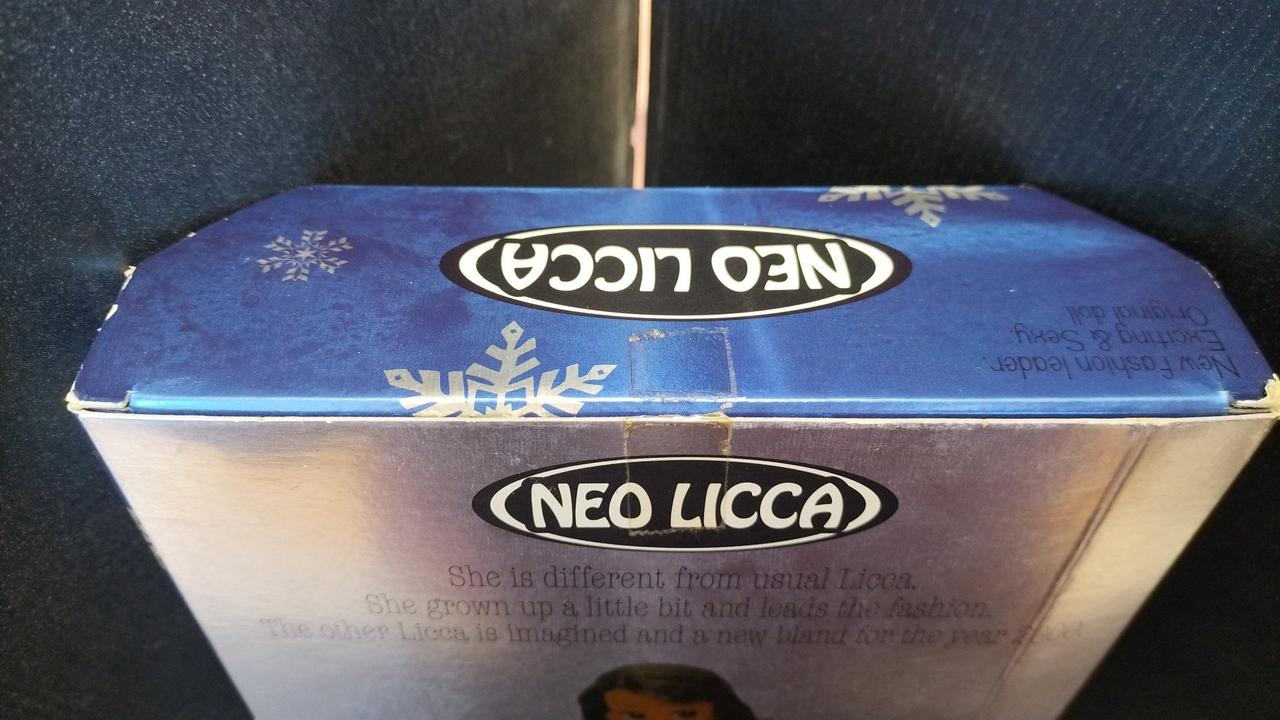 NEO LICCA
New Fashion leader.
Exciting & Sexy.
Original doll
NEO LICCA
She is different from usual Licca.
She grown up a little bit and leads the fashion.
The other Licca is imagined and a new bland for the year